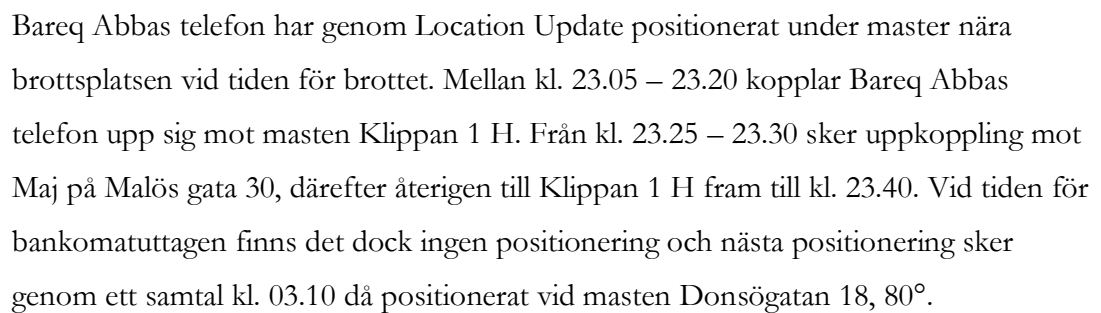 Bareq Abbas telefon har genom Location Update positionerat under master nära
brottsplatsen vid tiden för brottet. Mellan kl. 23.05 – 23.20 kopplar Bareq Abbas
telefon upp sig mot masten Klippan 1 H. Från kl. 23.25 – 23.30 sker uppkoppling mot
Maj på Malös gata 30, därefter återigen till Klippan 1 H fram till kl. 23.40. Vid tiden för
bankomatuttagen finns det dock ingen positionering och nästa positionering sker
genom ett samtal kl. 03.10 då positionerat vid masten Donsögatan 18, 80°.